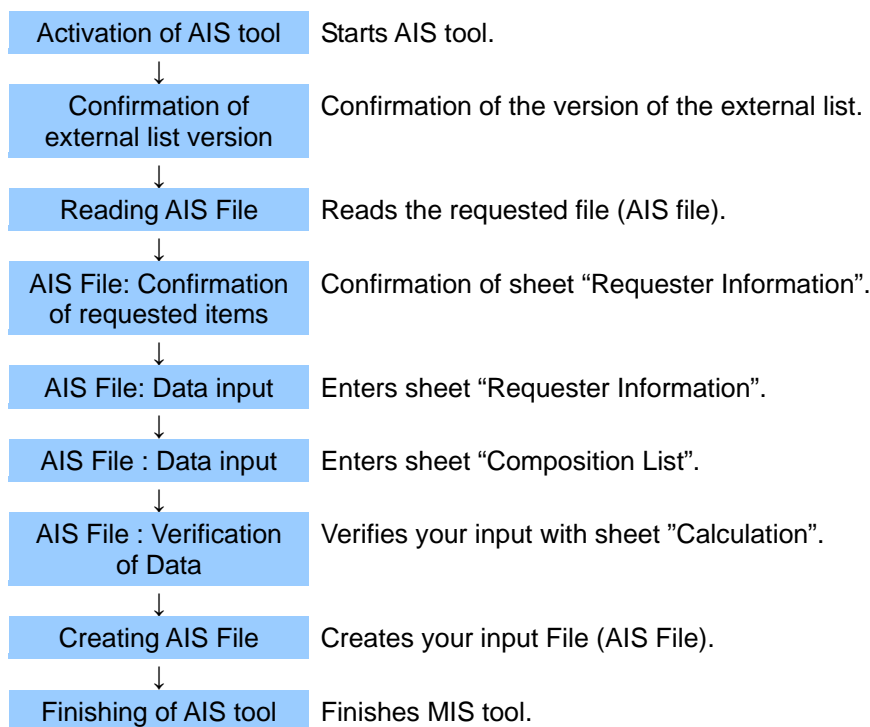 Activation of AIS tool Starts AIS tool.
↓
Confirmation of
external list version
Confirmation of the version of the external list.
↓
Reading AIS File Reads the requested file (AIS file).
↓
AIS File: Confirmation
of requested items
Confirmation of sheet “Requester Information”.
↓
AIS File: Data input Enters sheet “Requester Information”.
↓
AIS File : Data input Enters sheet “Composition List”.
↓
AIS File : Verification
of Data
Verifies your input with sheet ”Calculation”.
↓
Creating AIS File Creates your input File (AIS File).
↓
Finishing of AIS tool Finishes MIS tool.